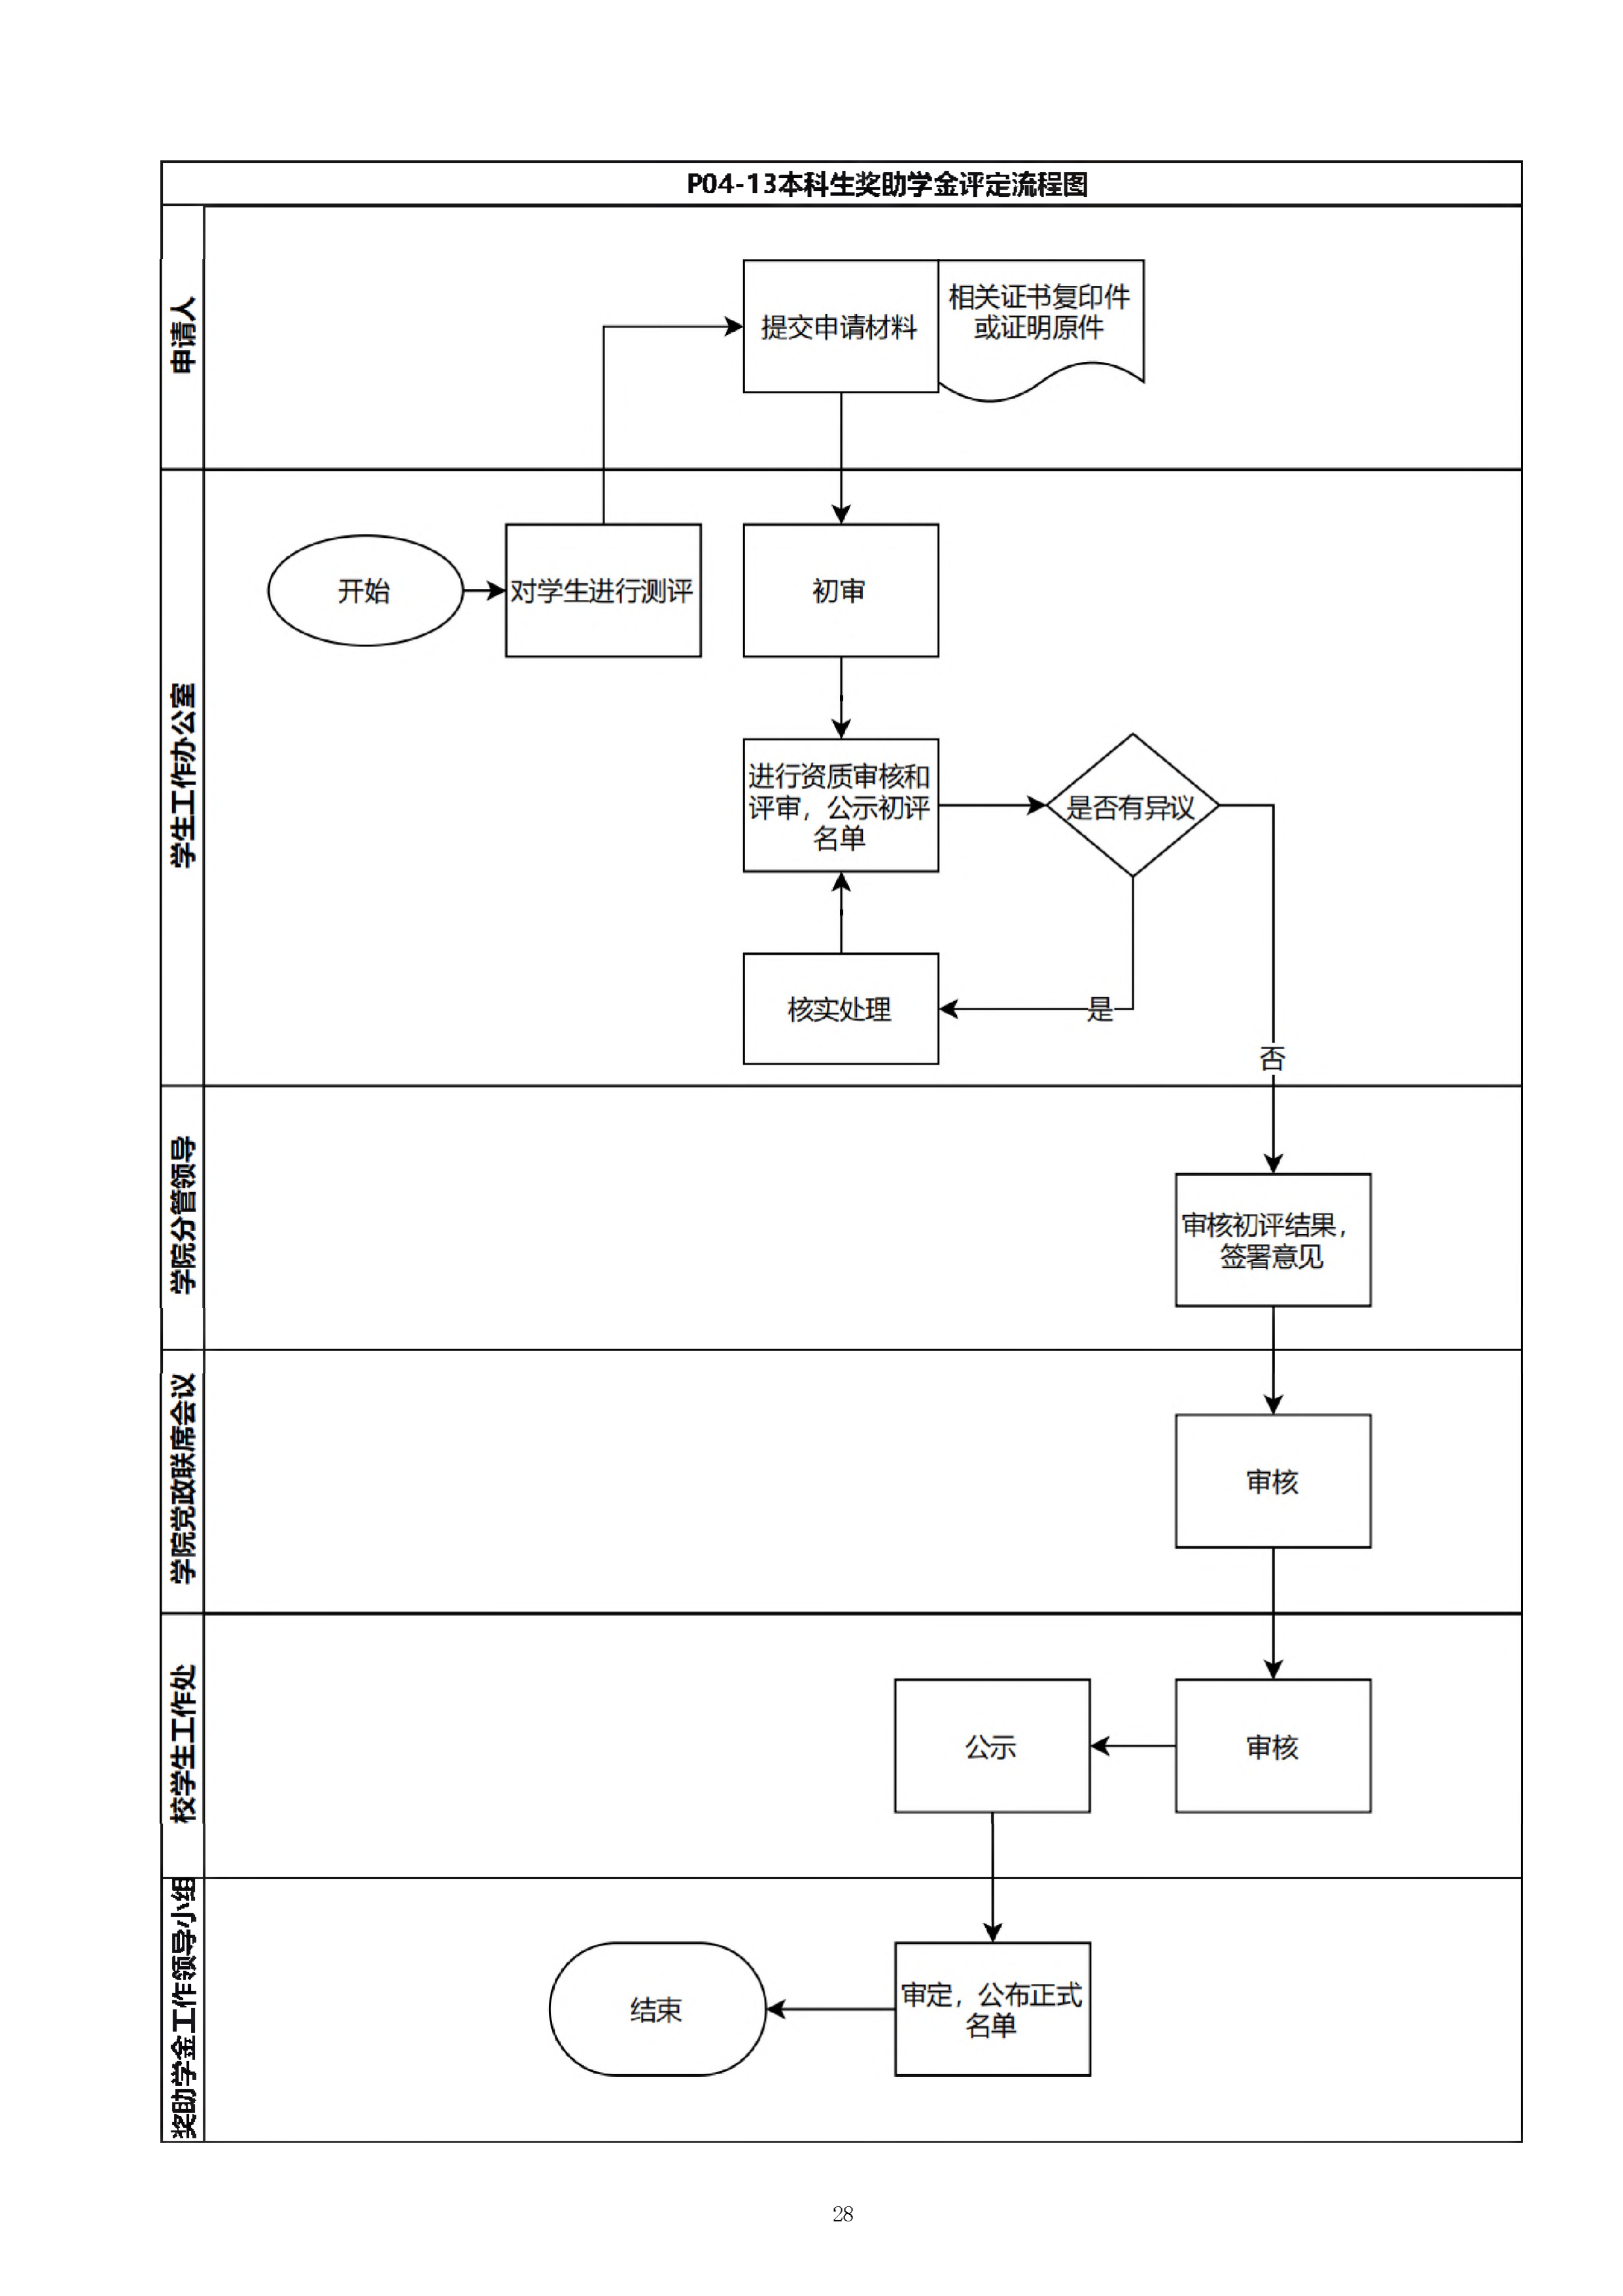 P04-13本科生奖助学金评定流程图
申请人
提交申请材料
相关证书复印件
或证明原件
学生工作办公室
开始
对学生进行测评
初审
进行资质审核和
评审，公示初评
名单
是否有异议
核实处理
是
否
学院分管领导
审核初评结果，
签署意见
学院党政联席会议
审核
校学生工作处
公示
审核
奖助学金工作领导小组
结束
审定，公布正式
名单
28